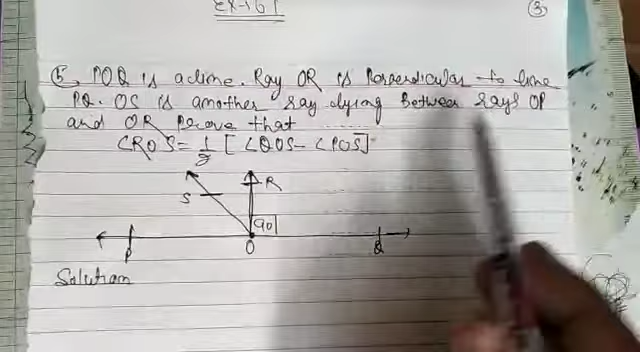 Ex-16.1
3
5. POQ is a line. Ray OR is Perpendicular to line
PQ. OS is another ray lying Between rays OP
and OR prove that
∠ROS = 1/2 [∠QOS - ∠POS]
S
R
90
P
O
Q
Solution